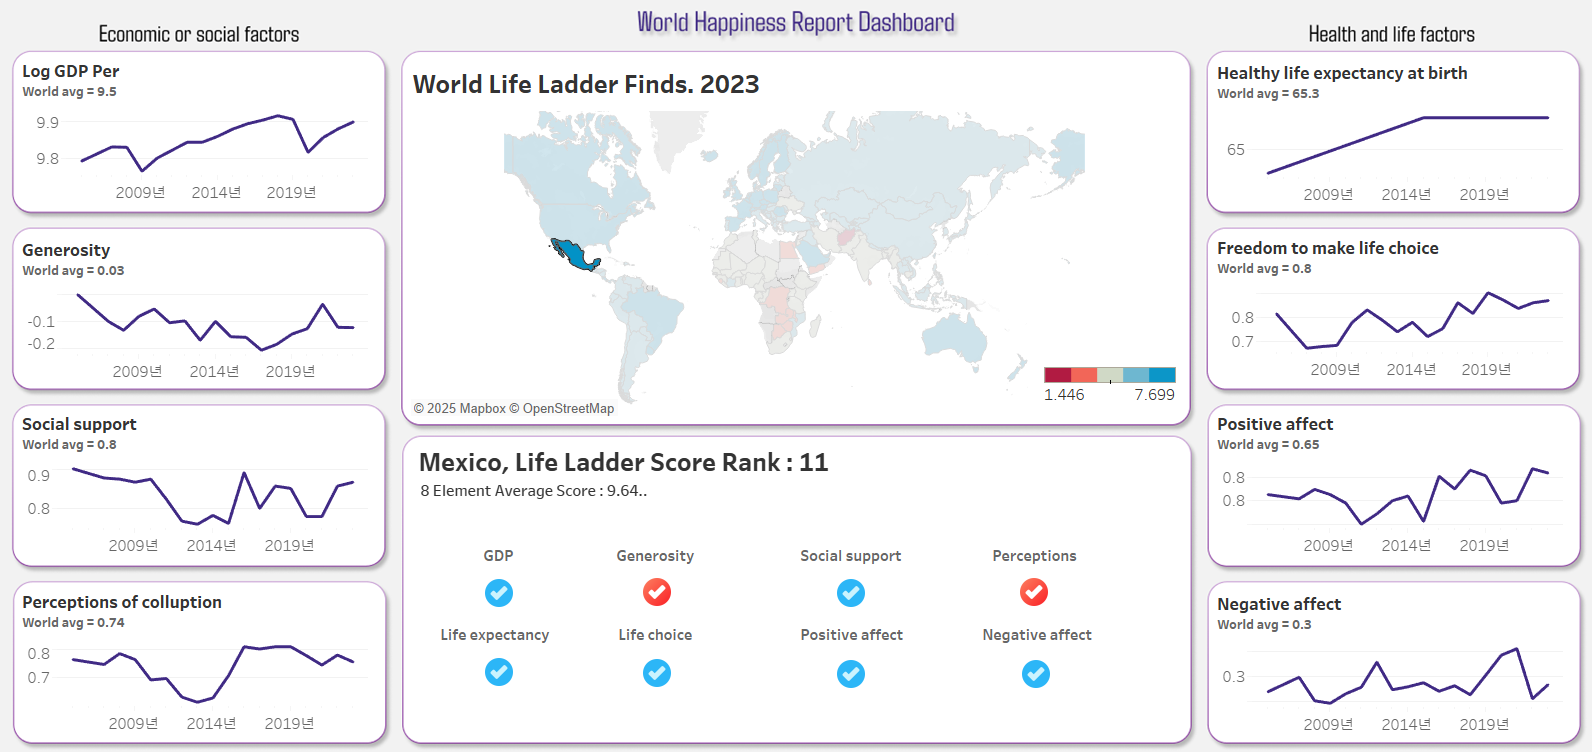 World Happiness Report Dashboard
Economic or social factors
Log GDP Per
World avg = 9.5
9.9
9.8
2009년 2014년 2019년
Generosity
World avg = 0.03
-0.1
-0.2
2009년 2014년 2019년
Social support
World avg = 0.8
0.9
0.8
2009년 2014년 2019년
Perceptions of colluption
World avg = 0.74
0.8
0.7
2009년 2014년 2019년
World Life Ladder Finds. 2023
1.446 7.699
© 2025 Mapbox © OpenStreetMap
Mexico, Life Ladder Score Rank : 11
8 Element Average Score : 9.64..
GDP Generosity Social support Perceptions
Life expectancy Life choice Positive affect Negative affect
Health and life factors
Healthy life expectancy at birth
World avg = 65.3
65
2009년 2014년 2019년
Freedom to make life choice
World avg = 0.8
0.8
0.7
2009년 2014년 2019년
Positive affect
World avg = 0.65
0.8
0.8
2009년 2014년 2019년
Negative affect
World avg = 0.3
0.3
2009년 2014년 2019년